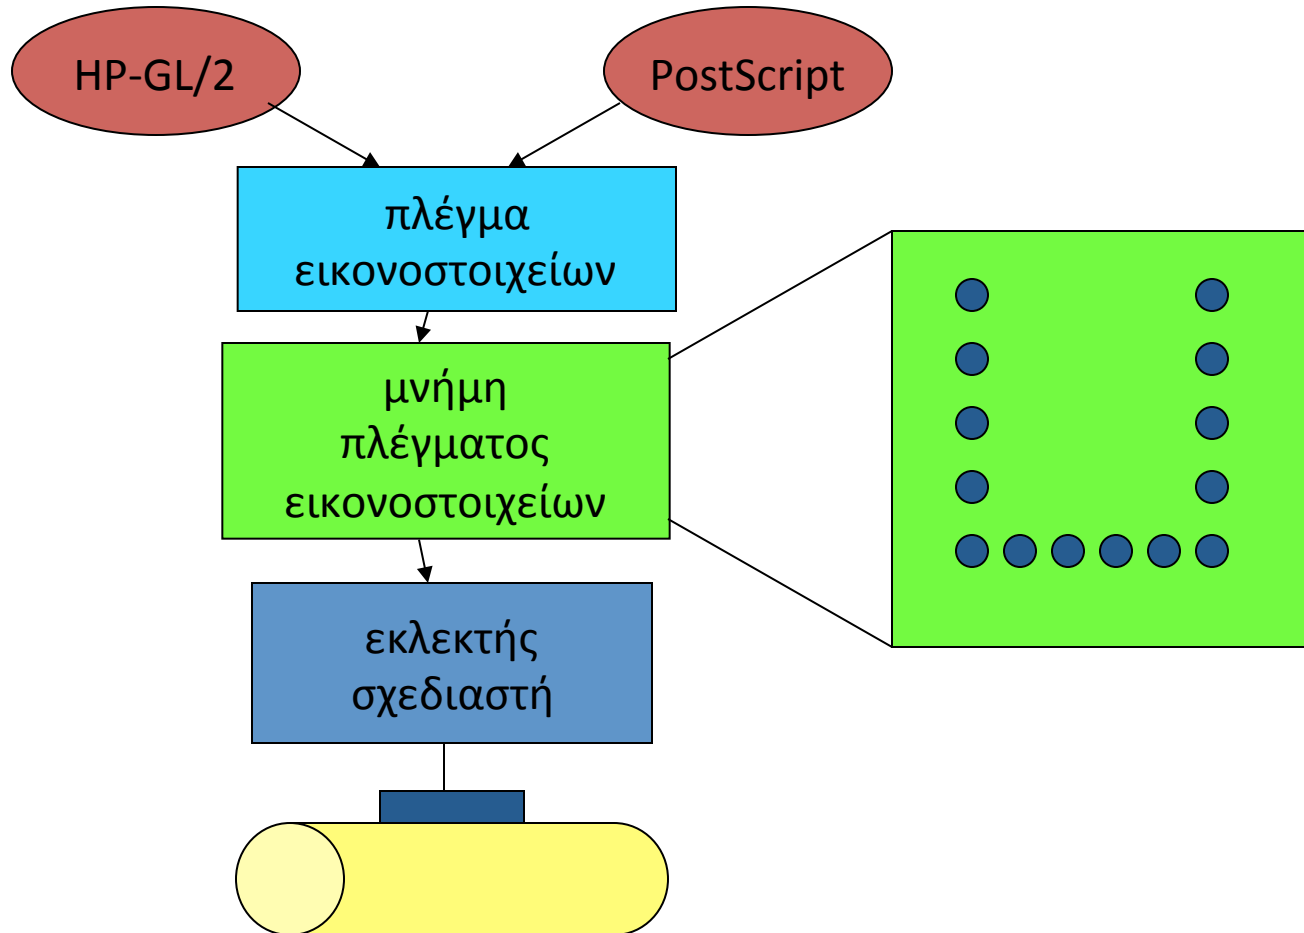 HP-GL/2
PostScript
πλέγμα
εικονοστοιχείων
μνήμη
πλέγματος
εικονοστοιχείων
εκλεκτής
σχεδιαστή